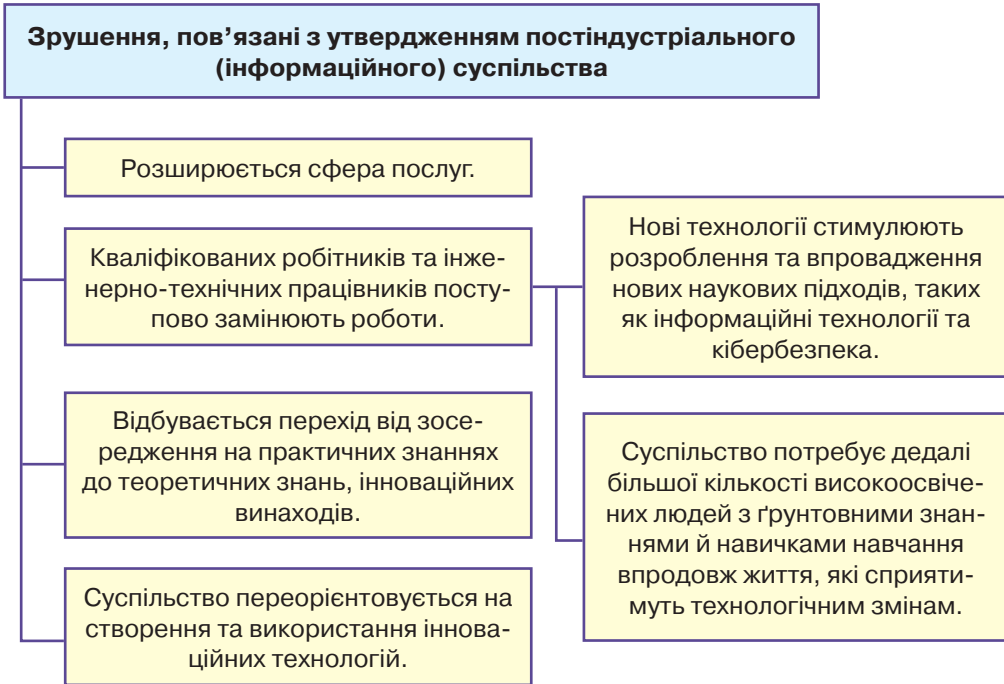 Зрушення, пов’язані з утвердженням постіндустріального
(інформаційного) суспільства
Розширюється сфера послуг.
Кваліфікованих робітників та інже-
нерно-технічних працівників посту-
пово замінюють роботи.
Відбувається перехід від зосе-
редження на практичних знаннях
до теоретичних знань, інноваційних
винаходів.
Суспільство переорієнтовується на
створення та використання іннова-
ційних технологій.
Нові технології стимулюють
розроблення та впровадження
нових наукових підходів, таких
як інформаційні технології та
кібербезпека.
Суспільство потребує дедалі
більшої кількості високоосвіче-
них людей з ґрунтовними знан-
нями й навичками навчання
впродовж життя, які сприяти-
муть технологічним змінам.